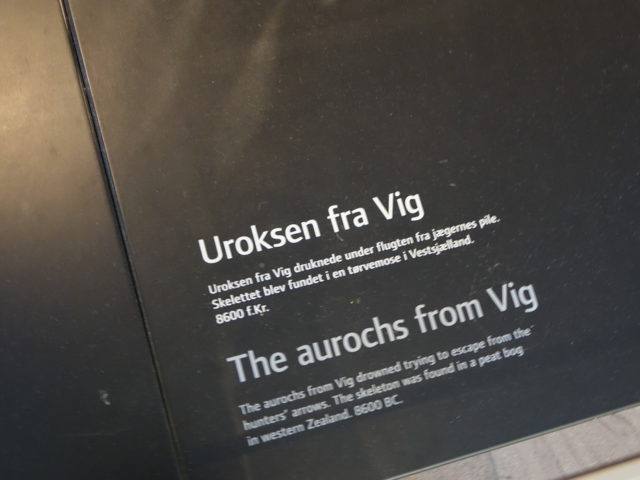 Uroksen fra Vig
Uroksen fra Vig druknede under flugten fra jægernes pile.
Skelettet blev fundet i en tørvemose i Vestsjælland.
8600 f.Kr.
The aurochs from Vig
The aurochs from Vig drowned trying to escape from the
hunters' arrows. The skeleton was found in a peat bog
in western Zealand. 8600 BC.